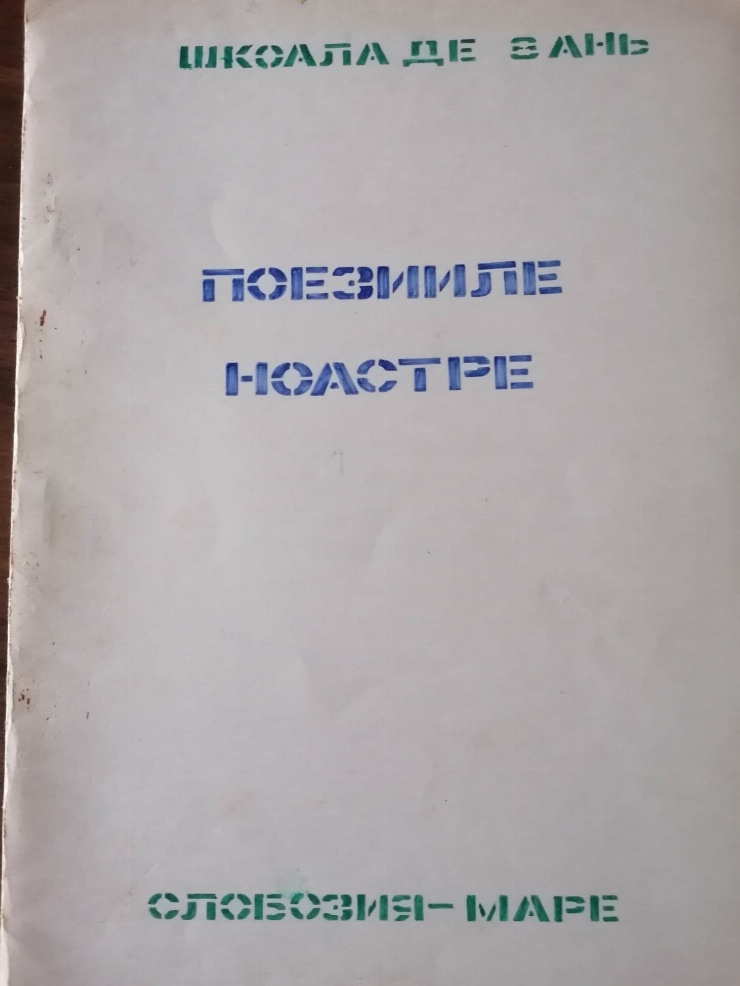 ШКОАЛА ДЕ 8 АНЬ
ПОЕЗИИЛЕ
НОАСТРЕ
СЛОБОЗИЯ-МАРЕ